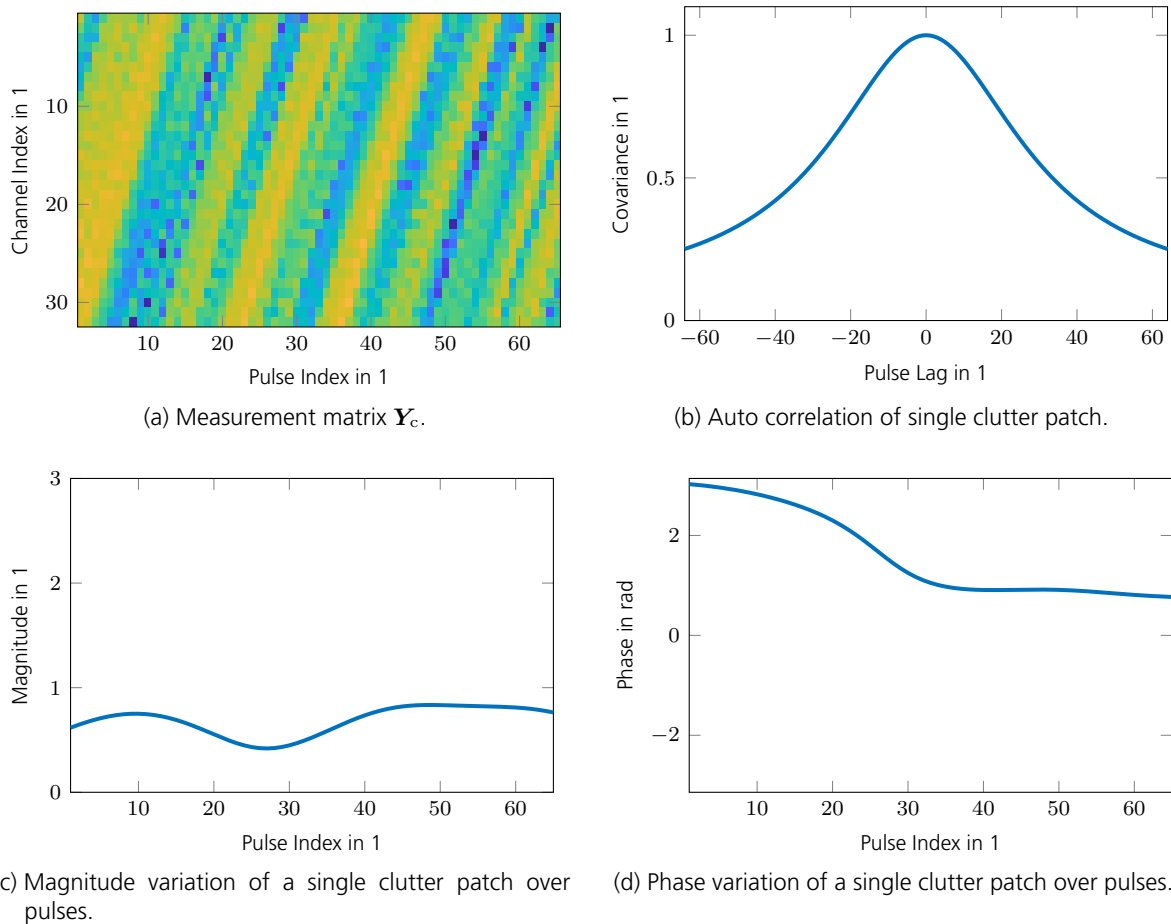 10
20
30
Channel Index in 1
10 20 30 40 50 60
Pulse Index in 1
(a) Measurement matrix Y_c.
1
0.5
0
Covariance in 1
−60 −40 −20 0 20 40 60
Pulse Lag in 1
(b) Auto correlation of single clutter patch.
3
2
1
0
Magnitude in 1
10 20 30 40 50 60
Pulse Index in 1
c) Magnitude variation of a single clutter patch over
pulses.
2
0
−2
Phase in rad
10 20 30 40 50 60
Pulse Index in 1
(d) Phase variation of a single clutter patch over pulses.